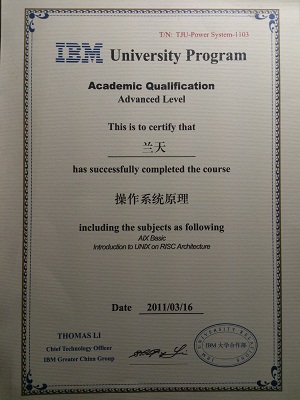 T/N: TJU-Power System-1103
IBM University Program
Academic Qualification
Advanced Level
This is to certify that
兰天
has successfully completed the course
操作系统原理
including the subjects as following
AIX Basic
Introduction to UNIX on RISC Architecture
Date 2011/03/16
THOMAS LI
Chief Technology Officer
IBM Greater China Group
IBM 大学合作部